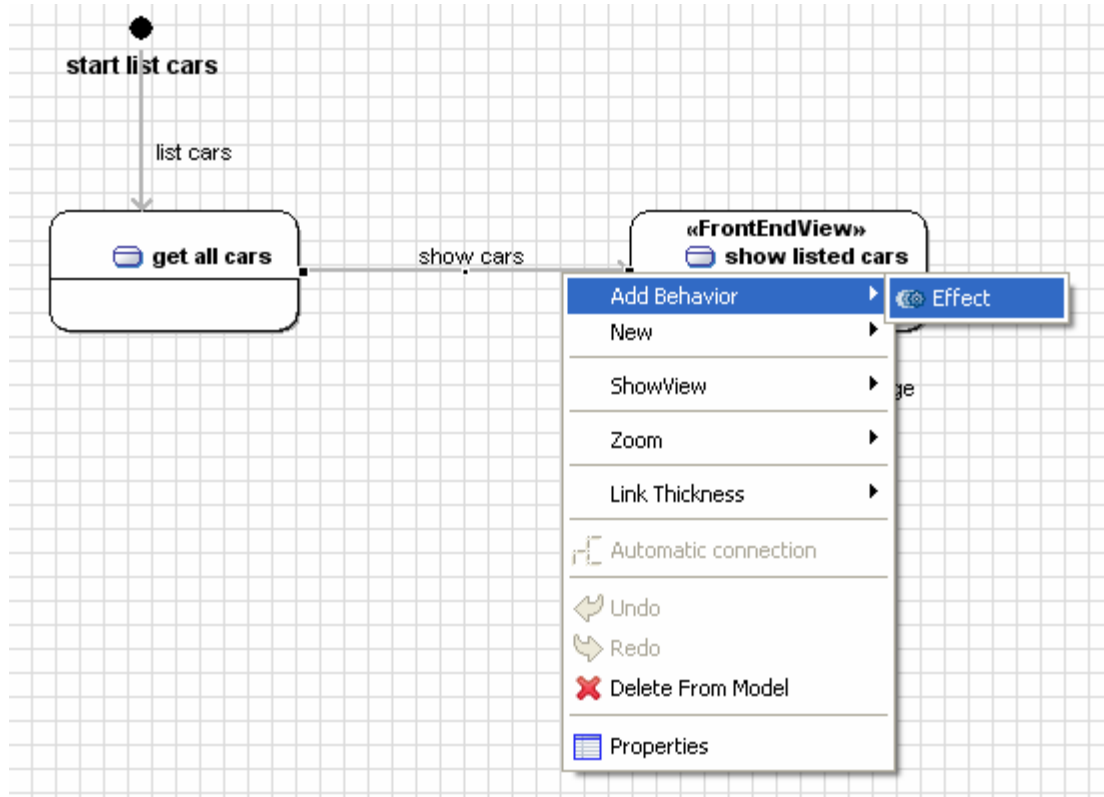 start list cars
list cars
«FrontEndView»
get all cars
show cars
show listed cars
Add Behavior
Effect
New
ShowView
ge
Zoom
Link Thickness
Automatic connection
Undo
Redo
Delete From Model
Properties